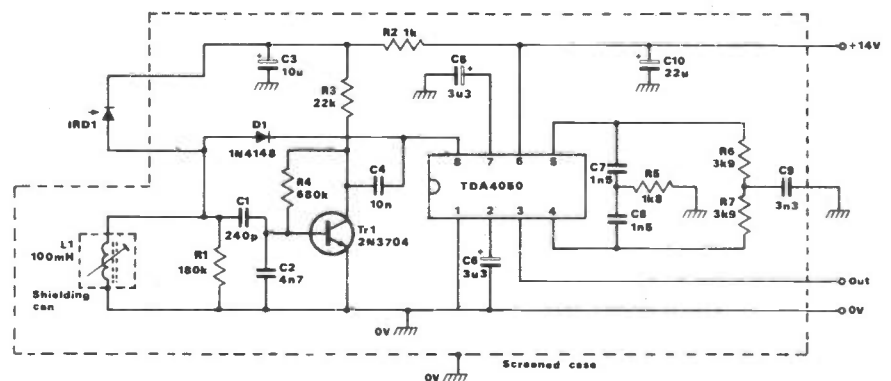 R2 1k
+14V
C3
10u
C5
3u3
C10
22u
R3
22k
IRD1
D1
1N4148
8 7 6 5
R6
3k9
C7
1n5
R5
1k8
C9
3n3
R4
680k
C4
10n
TDA4050
R7
3k9
C8
1n5
C1
240p
Tr1
2N3704
1 2 3 4
L1
100mH
R1
180k
C2
4n7
C6
3u3
Shielding
can
Out
0V
0V
Screened case
0V